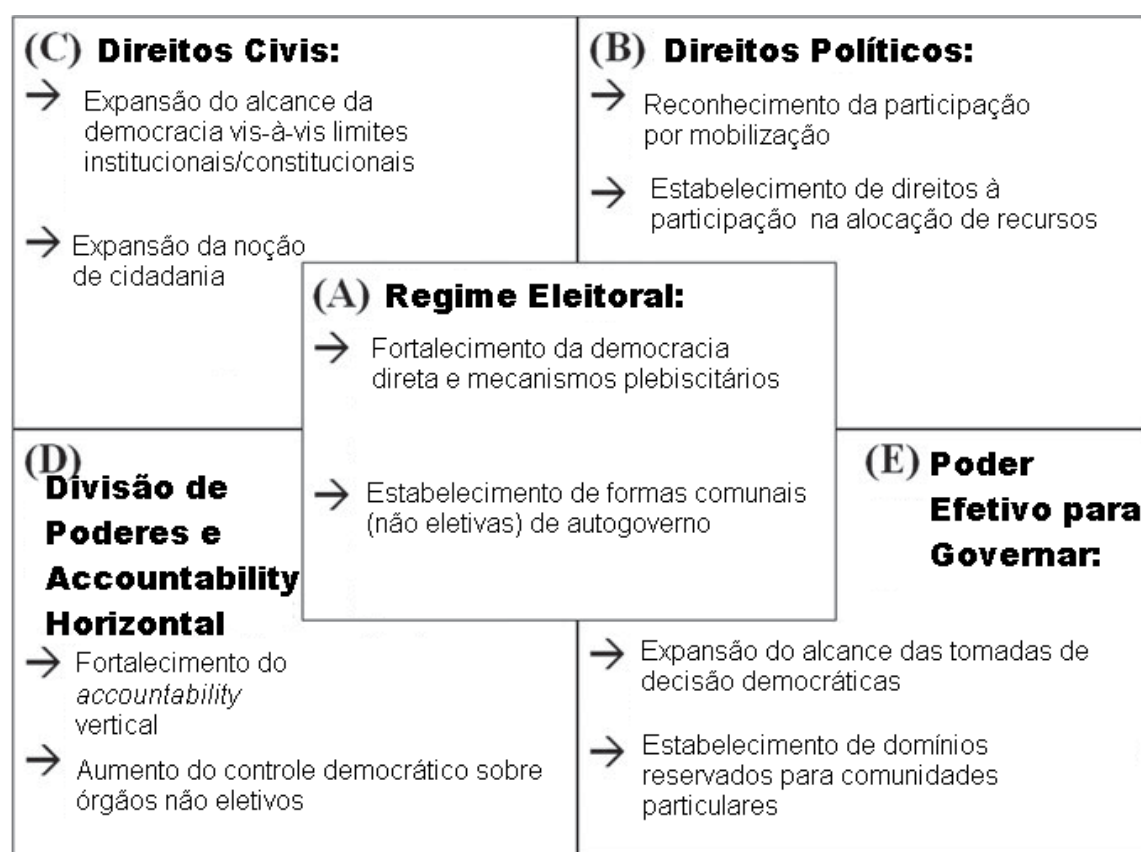 (C) Direitos Civis:
→ Expansão do alcance da
democracia vis-à-vis limites
institucionais/constitucionais
→ Expansão da noção
de cidadania
(B) Direitos Políticos:
→ Reconhecimento da participação
por mobilização
→ Estabelecimento de direitos à
participação na alocação de recursos
(A) Regime Eleitoral:
→ Fortalecimento da democracia
direta e mecanismos plebiscitários
→ Estabelecimento de formas comunais
(não eletivas) de autogoverno
(D)
Divisão de
Poderes e
Accountability
Horizontal
→ Fortalecimento do
accountability
vertical
→ Aumento do controle democrático sobre
órgãos não eletivos
(E) Poder
Efetivo para
Governar:
→ Expansão do alcance das tomadas de
decisão democráticas
→ Estabelecimento de domínios
reservados para comunidades
particulares